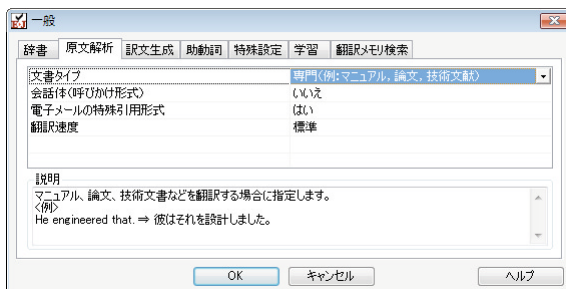 一般
辞書 原文解析 訳文生成 助動詞 特殊設定 学習 翻訳メモリ検索
文書タイプ 専門(例:マニュアル, 論文, 技術文献)
会話体(呼びかけ形式) いいえ
電子メールの特殊引用形式 はい
翻訳速度 標準
説明
マニュアル、論文、技術文書などを翻訳する場合に指定します。
<例>
He engineered that. ⇒ 彼はそれを設計しました。
OK キャンセル ヘルプ